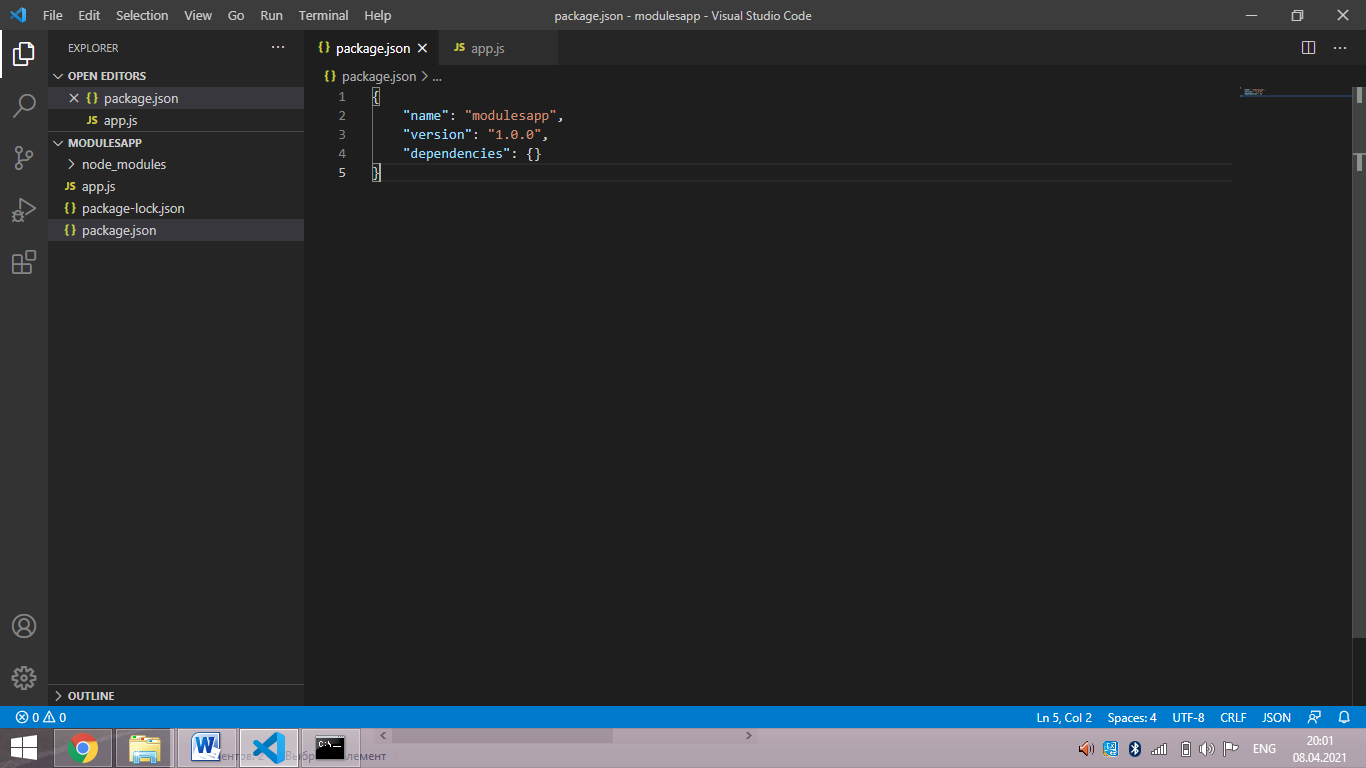 File Edit Selection View Go Run Terminal Help package.json - modulesapp - Visual Studio Code
EXPLORER
OPEN EDITORS
package.json
JS app.js
MODULESAPP
node_modules
JS app.js
{} package-lock.json
{} package.json
OUTLINE
{} package.json JS app.js
{} package.json > ...
1 {
2 "name": "modulesapp",
3 "version": "1.0.0",
4 "dependencies": {}
5 }
0 0 Ln 5, Col 2 Spaces: 4 UTF-8 CRLF JSON
ENG 20:01
08.04.2021